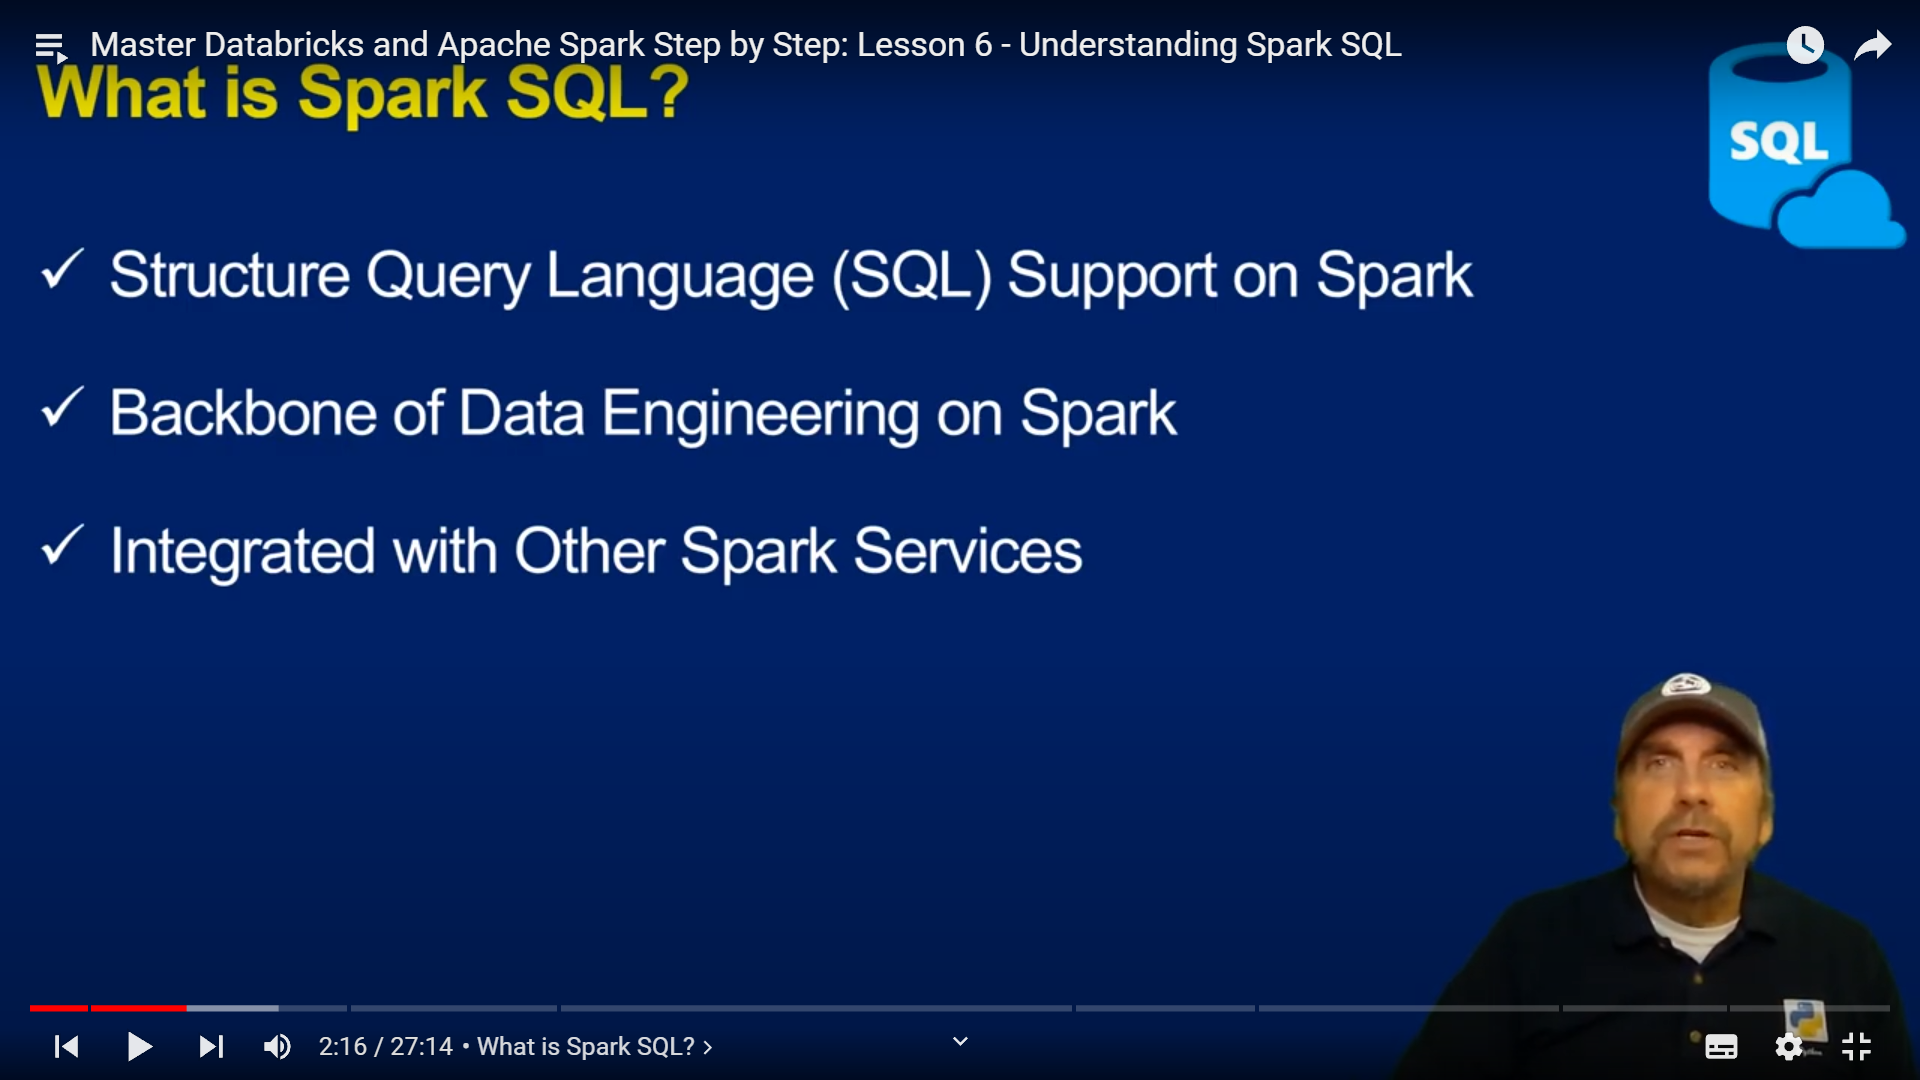 Master Databricks and Apache Spark Step by Step: Lesson 6 - Understanding Spark SQL
What is Spark SQL?
SQL
✓ Structure Query Language (SQL) Support on Spark
✓ Backbone of Data Engineering on Spark
✓ Integrated with Other Spark Services
2:16 / 27:14 • What is Spark SQL? ›